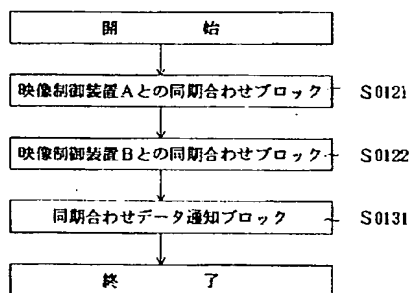 開 始
映像制御装置Aとの同期合わせブロック S0121
映像制御装置Bとの同期合わせブロック S0122
同期合わせデータ通知ブロック S0131
終 了